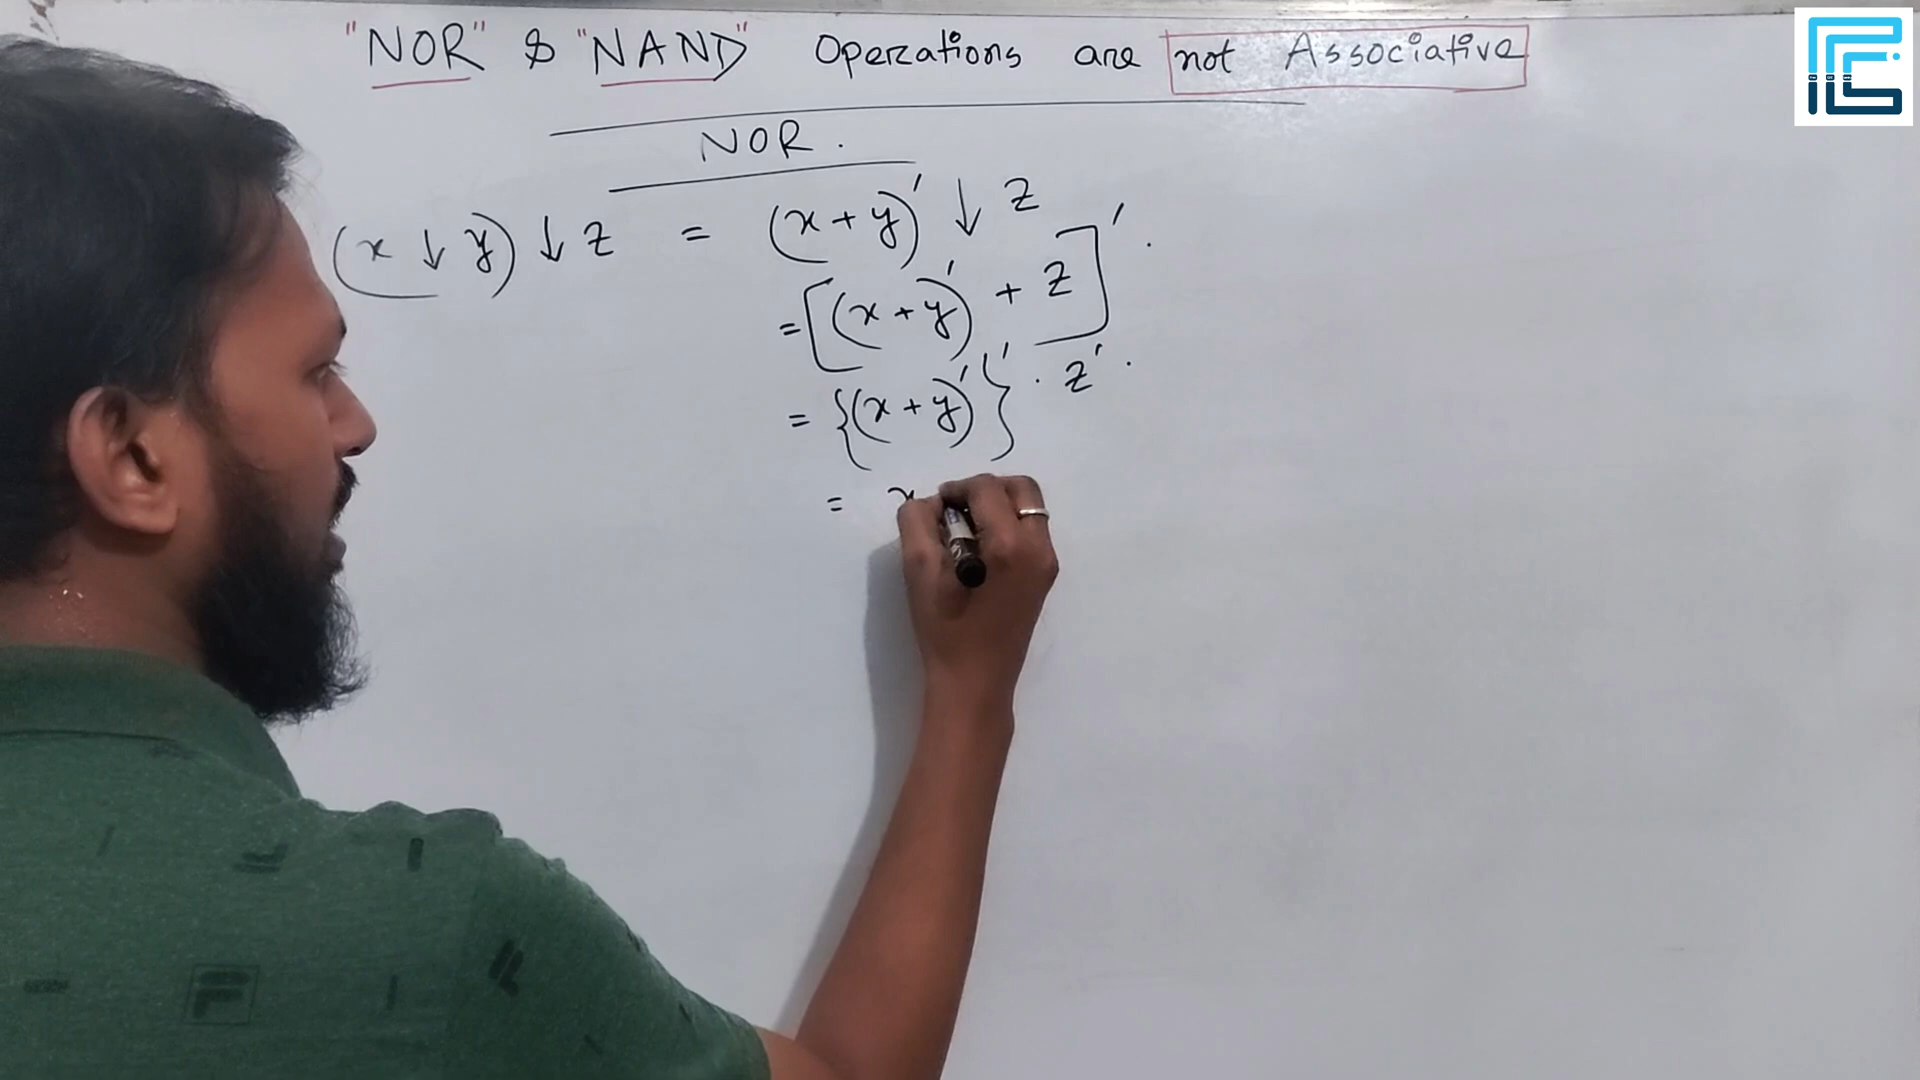 "NOR" & "NAND" Operations are not Associative
NOR.
(x ↓ y) ↓ z = (x + y)' ↓ z
= [(x + y)' + z]'.
= {(x + y)'}' . z'.
= x